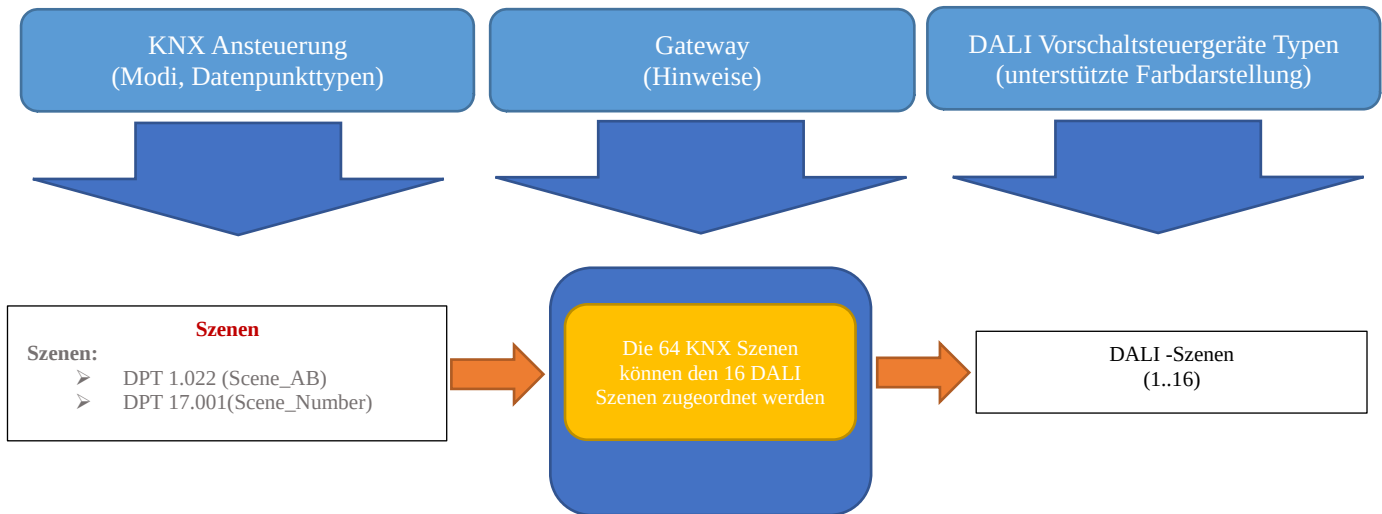 KNX Ansteuerung
(Modi, Datenpunkttypen)
Gateway
(Hinweise)
DALI Vorschaltsteuergeräte Typen
(unterstützte Farbdarstellung)
Szenen
Szenen:
➢ DPT 1.022 (Scene_AB)
➢ DPT 17.001(Scene_Number)
Die 64 KNX Szenen
können den 16 DALI
Szenen zugeordnet werden
DALI -Szenen
(1..16)